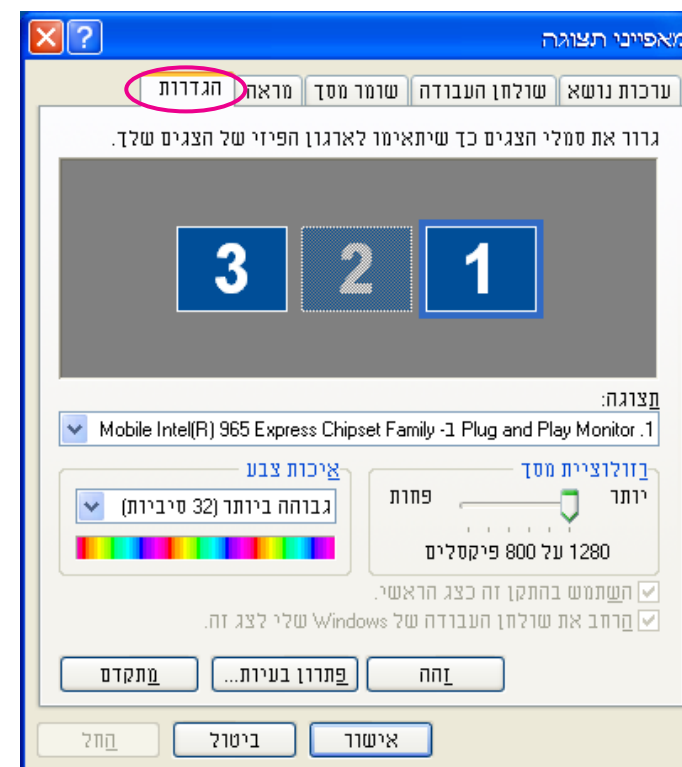 מאפייני תצוגה
ערכות נושא שולחן העבודה שומר מסך מראה הגדרות
גרור את סמלי הצגים כך שיתאימו לארגון הפיזי של הצגים שלך.
1 2 3
תצוגה:
1. Plug and Play Monitor ב- Mobile Intel(R) 965 Express Chipset Family
רזולוציית מסך
יותר פחות
1280 על 800 פיקסלים
איכות צבע
גבוהה ביותר (32 סיביות)
השתמש בהתקן זה כצג הראשי.
הרחב את שולחן העבודה של Windows שלי לצג זה.
זהה פתרון בעיות... מתקדם
אישור ביטול החל